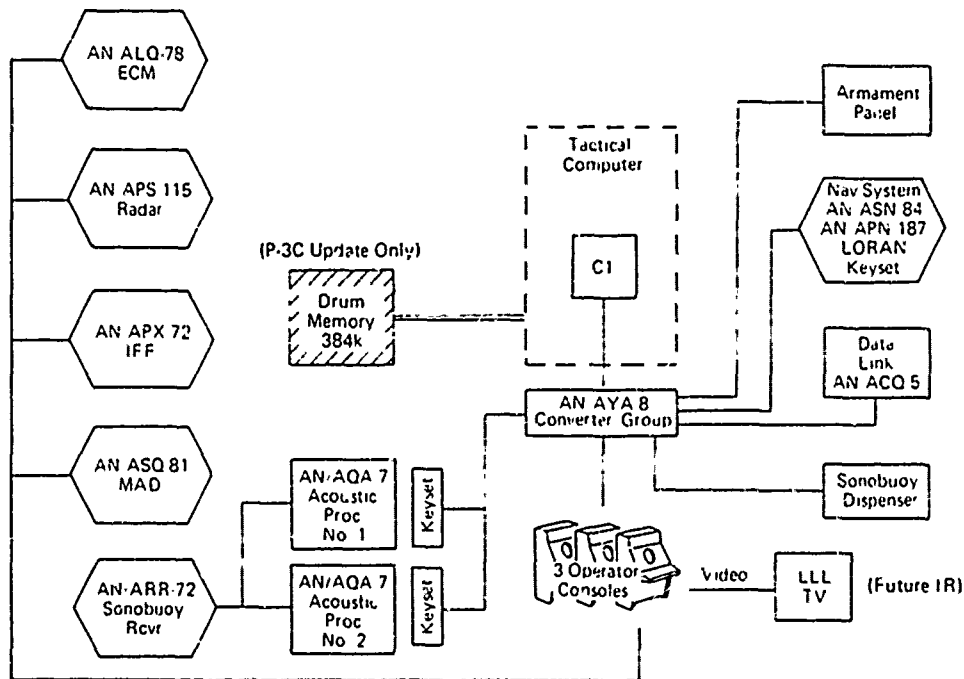 AN ALQ-78
ECM
AN APS 115
Radar
AN APX 72
IFF
AN ASQ 81
MAD
AN-ARR-72
Sonobuoy
Rcvr
(P-3C Update Only)
Drum
Memory
384k
AN/AQA 7
Acoustic
Proc
No 1
Keyset
AN/AQA 7
Acoustic
Proc
No 2
Keyset
Tactical
Computer
C1
AN AYA 8
Converter Group
3 Operator
Consoles
Video
LLL
TV
(Future IR)
Armament
Panel
Nav System
AN ASN 84
AN APN 187
LORAN
Keyset
Data
Link
AN ACQ 5
Sonobuoy
Dispenser